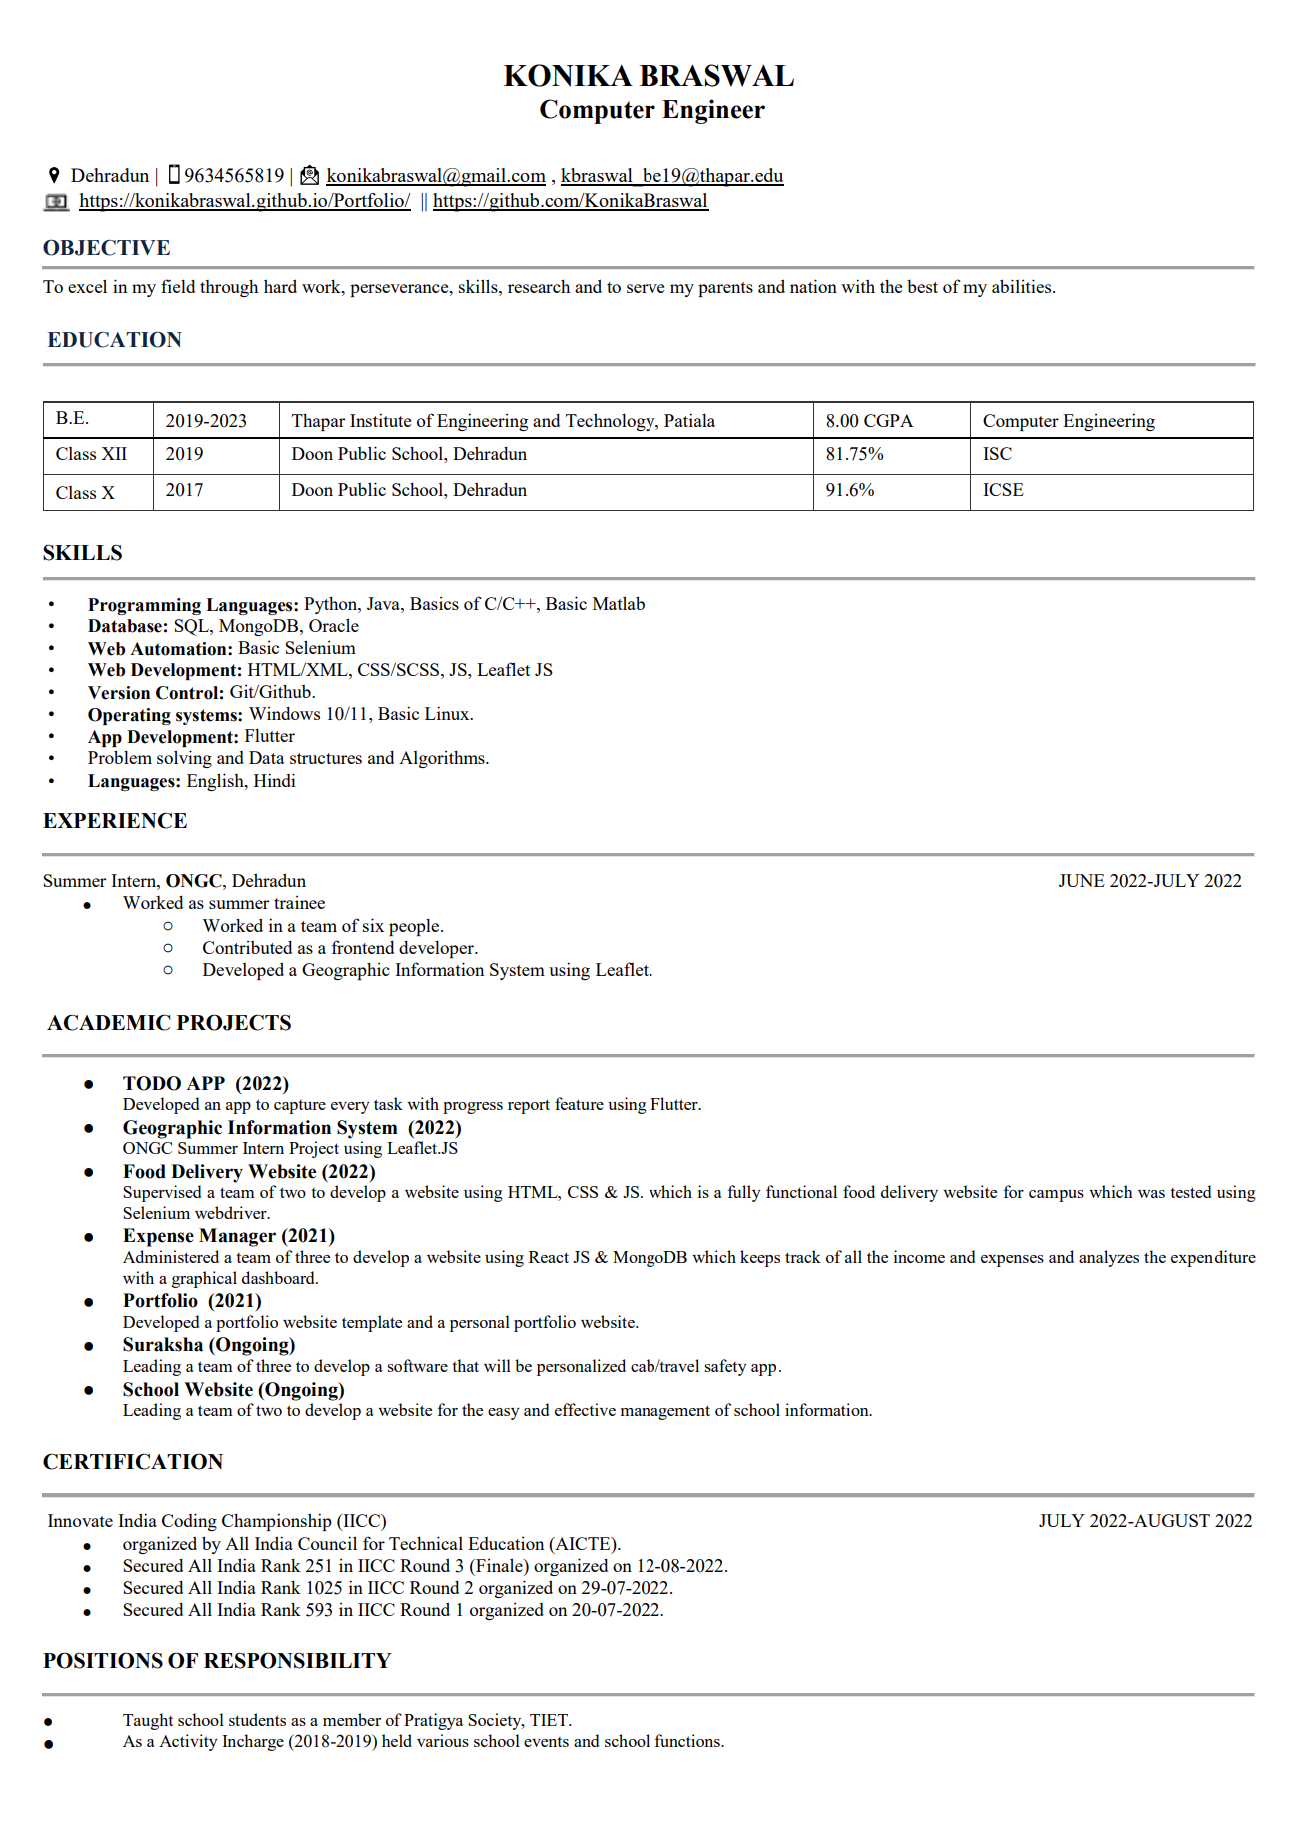 KONIKA BRASWAL
Computer Engineer
Dehradun | 9634565819 | konikabraswal@gmail.com , kbraswal_be19@thapar.edu
https://konikabraswal.github.io/Portfolio/ || https://github.com/KonikaBraswal
OBJECTIVE
To excel in my field through hard work, perseverance, skills, research and to serve my parents and nation with the best of my abilities.
EDUCATION
B.E. 2019-2023 Thapar Institute of Engineering and Technology, Patiala 8.00 CGPA Computer Engineering
Class XII 2019 Doon Public School, Dehradun 81.75% ISC
Class X 2017 Doon Public School, Dehradun 91.6% ICSE
SKILLS
• Programming Languages: Python, Java, Basics of C/C++, Basic Matlab
• Database: SQL, MongoDB, Oracle
• Web Automation: Basic Selenium
• Web Development: HTML/XML, CSS/SCSS, JS, Leaflet JS
• Version Control: Git/Github.
• Operating systems: Windows 10/11, Basic Linux.
• App Development: Flutter
• Problem solving and Data structures and Algorithms.
• Languages: English, Hindi
EXPERIENCE
Summer Intern, ONGC, Dehradun JUNE 2022-JULY 2022
● Worked as summer trainee
○ Worked in a team of six people.
○ Contributed as a frontend developer.
○ Developed a Geographic Information System using Leaflet.
ACADEMIC PROJECTS
● TODO APP (2022)
Developed an app to capture every task with progress report feature using Flutter.
● Geographic Information System (2022)
ONGC Summer Intern Project using Leaflet.JS
● Food Delivery Website (2022)
Supervised a team of two to develop a website using HTML, CSS & JS. which is a fully functional food delivery website for campus which was tested using
Selenium webdriver.
● Expense Manager (2021)
Administered a team of three to develop a website using React JS & MongoDB which keeps track of all the income and expenses and analyzes the expenditure
with a graphical dashboard.
● Portfolio (2021)
Developed a portfolio website template and a personal portfolio website.
● Suraksha (Ongoing)
Leading a team of three to develop a software that will be personalized cab/travel safety app.
● School Website (Ongoing)
Leading a team of two to develop a website for the easy and effective management of school information.
CERTIFICATION
Innovate India Coding Championship (IICC) JULY 2022-AUGUST 2022
● organized by All India Council for Technical Education (AICTE).
● Secured All India Rank 251 in IICC Round 3 (Finale) organized on 12-08-2022.
● Secured All India Rank 1025 in IICC Round 2 organized on 29-07-2022.
● Secured All India Rank 593 in IICC Round 1 organized on 20-07-2022.
POSITIONS OF RESPONSIBILITY
● Taught school students as a member of Pratigya Society, TIET.
● As a Activity Incharge (2018-2019) held various school events and school functions.